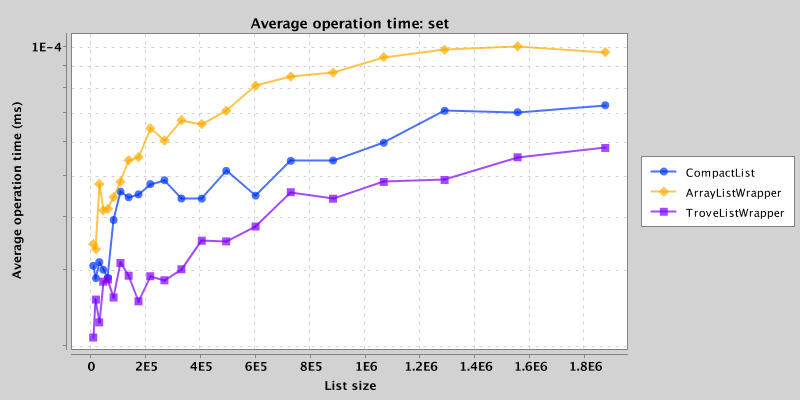 Average operation time: set
1E-4
Average operation time (ms)
0 2E5 4E5 6E5 8E5 1E6 1.2E6 1.4E6 1.6E6 1.8E6
List size
CompactList
ArrayListWrapper
TroveListWrapper